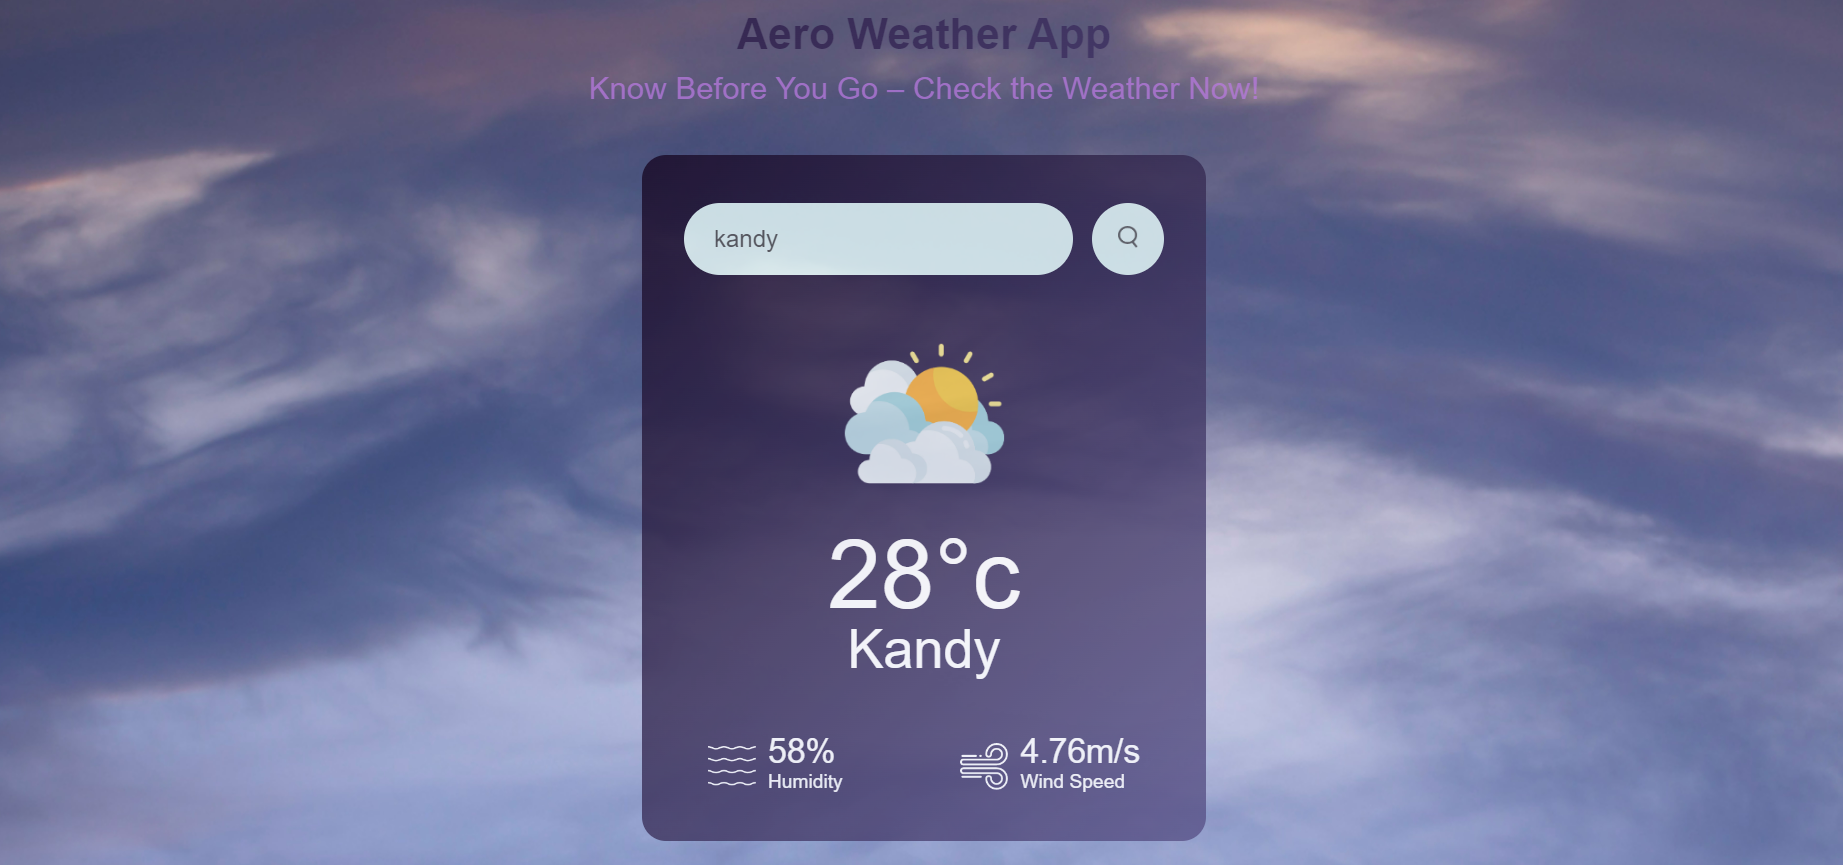 Aero Weather App
Know Before You Go – Check the Weather Now!
kandy
28°c
Kandy
58%
Humidity
4.76m/s
Wind Speed